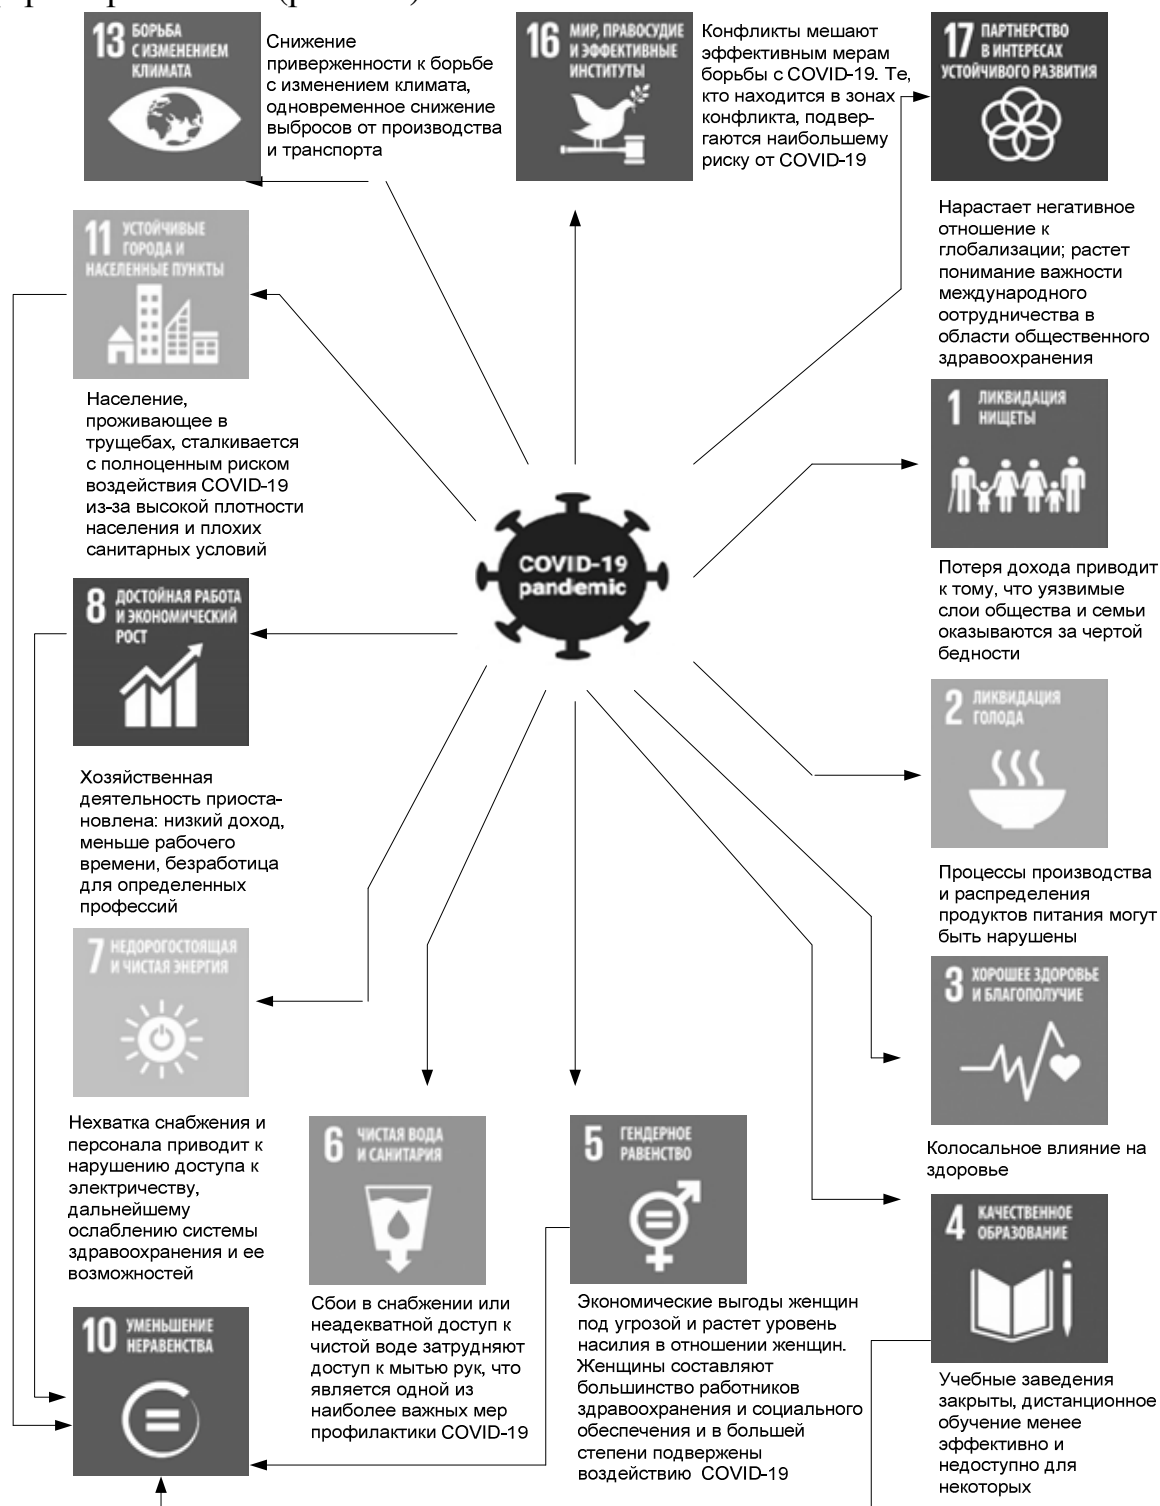 13 БОРЬБА
С ИЗМЕНЕНИЕМ
КЛИМАТА
Снижение
приверженности к борьбе
с изменением климата,
одновременное снижение
выбросов от производства
и транспорта
16 МИР, ПРАВОСУДИЕ
И ЭФФЕКТИВНЫЕ
ИНСТИТУТЫ
Конфликты мешают
эффективным мерам
борьбы с COVID-19. Те,
кто находится в зонах
конфликта, подвер-
гаются наибольшему
риску от COVID-19
17 ПАРТНЕРСТВО
В ИНТЕРЕСАХ
УСТОЙЧИВОГО РАЗВИТИЯ
Нарастает негативное
отношение к
глобализации; растет
понимание важности
международного
оотрудничества в
области общественного
здравоохранения
11 УСТОЙЧИВЫЕ
ГОРОДА И
НАСЕЛЕННЫЕ ПУНКТЫ
Население,
проживающее в
трущебах, сталкивается
с полноценным риском
воздействия COVID-19
из-за высокой плотности
населения и плохих
санитарных условий
1 ЛИКВИДАЦИЯ
НИЩЕТЫ
Потеря дохода приводит
к тому, что уязвимые
слои общества и семьи
оказываются за чертой
бедности
COVID-19
pandemic
8 ДОСТОЙНАЯ РАБОТА
И ЭКОНОМИЧЕСКИЙ
РОСТ
Хозяйственная
деятельность приоста-
новлена: низкий доход,
меньше рабочего
времени, безработица
для определенных
профессий
2 ЛИКВИДАЦИЯ
ГОЛОДА
Процессы производства
и распределения
продуктов питания могут
быть нарушены
7 НЕДОРОГОСТОЯЩАЯ
И ЧИСТАЯ ЭНЕРГИЯ
Нехватка снабжения и
персонала приводит к
нарушению доступа к
электричеству,
дальнейшему
ослаблению системы
здравоохранения и ее
возможностей
3 ХОРОШЕЕ ЗДОРОВЬЕ
И БЛАГОПОЛУЧИЕ
Колосальное влияние на
здоровье
6 ЧИСТАЯ ВОДА
И САНИТАРИЯ
Сбои в снабжении или
неадекватной доступ к
чистой воде затрудняют
доступ к мытью рук, что
является одной из
наиболее важных мер
профилактики COVID-19
5 ГЕНДЕРНОЕ
РАВЕНСТВО
Экономические выгоды женщин
под угрозой и растет уровень
насилия в отношении женщин.
Женщины составляют
большинство работников
здравоохранения и социального
обеспечения и в большей
степени подвержены
воздействию COVID-19
4 КАЧЕСТВЕННОЕ
ОБРАЗОВАНИЕ
Учебные заведения
закрыты, дистанционное
обучение менее
эффективно и
недоступно для
некоторых
10 УМЕНЬШЕНИЕ
НЕРАВЕНСТВА